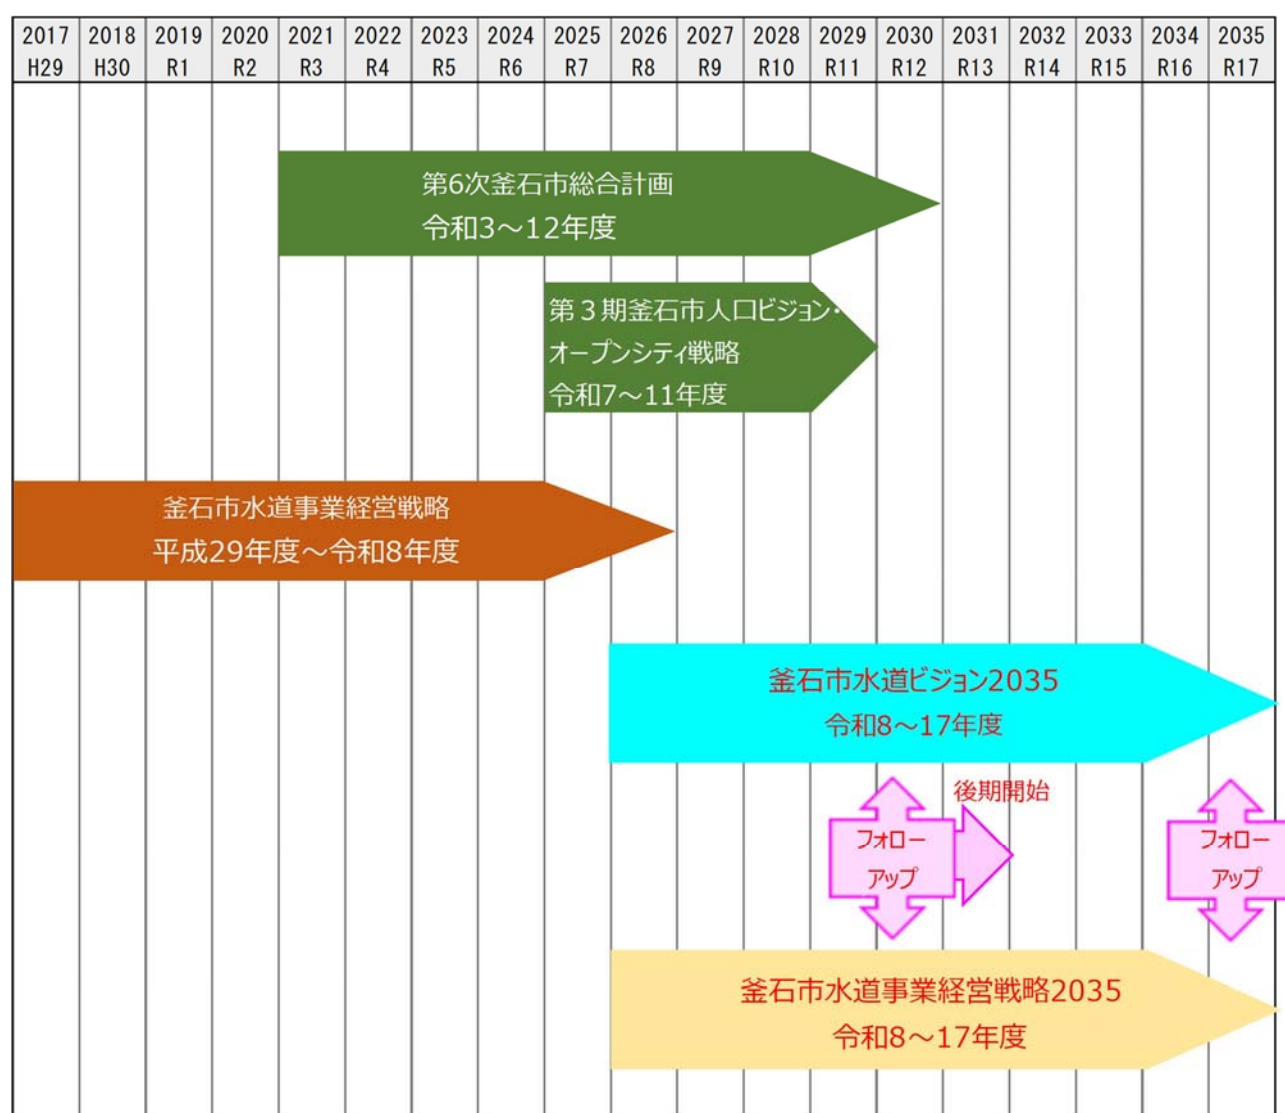 2017 2018 2019 2020 2021 2022 2023 2024 2025 2026 2027 2028 2029 2030 2031 2032 2033 2034 2035
H29 H30 R1 R2 R3 R4 R5 R6 R7 R8 R9 R10 R11 R12 R13 R14 R15 R16 R17
第6次釜石市総合計画
令和3～12年度
第３期釜石市人口ビジョン・
オープンシティ戦略
令和7～11年度
釜石市水道事業経営戦略
平成29年度～令和8年度
釜石市水道ビジョン2035
令和8～17年度
後期開始
フォロー
アップ
フォロー
アップ
釜石市水道事業経営戦略2035
令和8～17年度